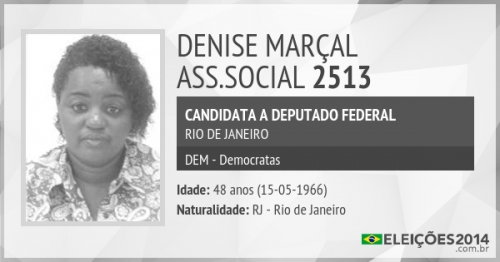 DENISE MARÇAL
ASS.SOCIAL 2513
CANDIDATA A DEPUTADO FEDERAL
RIO DE JANEIRO
DEM - Democratas
Idade: 48 anos (15-05-1966)
Naturalidade: RJ - Rio de Janeiro
ELEIÇÕES2014
.com.br